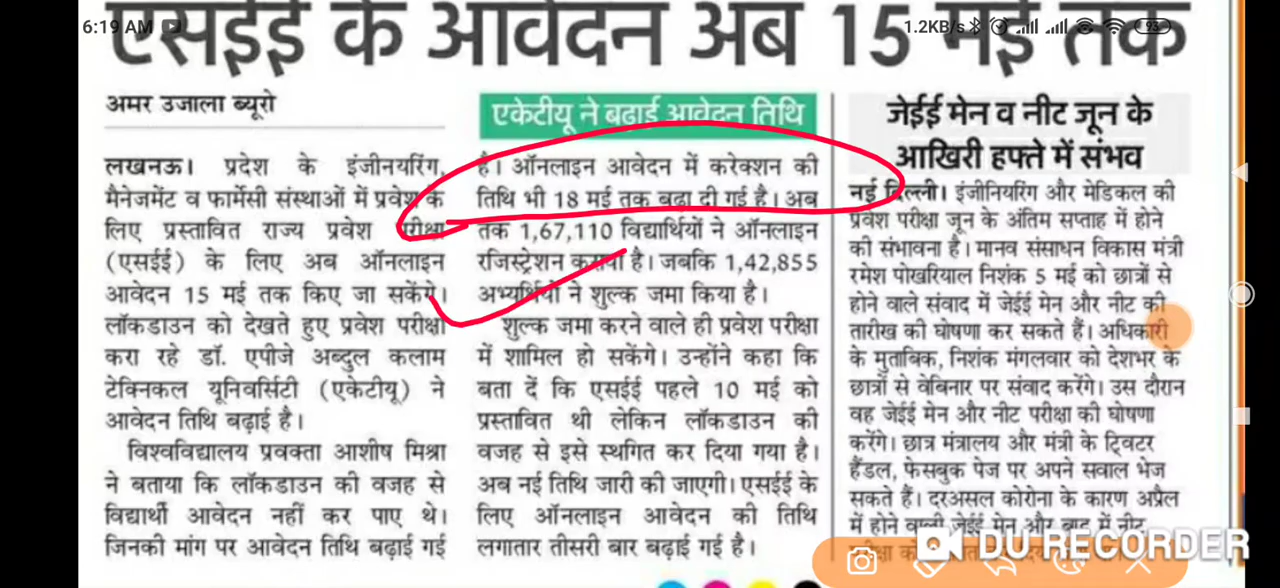 6:19 AM
1.2KB/s
93
एसईई के आवेदन अब 15 मई तक
अमर उजाला ब्यूरो
लखनऊ। प्रदेश के इंजीनयरिंग,
मैनेजमेंट व फार्मेसी संस्थाओं में प्रवेश के
लिए प्रस्तावित राज्य प्रवेश परीक्षा
(एसईई) के लिए अब ऑनलाइन
आवेदन 15 मई तक किए जा सकेंगे।
लॉकडाउन को देखते हुए प्रवेश परीक्षा
करा रहे डॉ. एपीजे अब्दुल कलाम
टेक्निकल यूनिवर्सिटी (एकेटीयू) ने
आवेदन तिथि बढ़ाई है।
विश्वविद्यालय प्रवक्ता आशीष मिश्रा
ने बताया कि लॉकडाउन की वजह से
विद्यार्थी आवेदन नहीं कर पाए थे।
जिनकी मांग पर आवेदन तिथि बढ़ाई गई
एकेटीयू ने बढ़ाई आवेदन तिथि
है। ऑनलाइन आवेदन में करेक्शन की
तिथि भी 18 मई तक बढ़ा दी गई है। अब
तक 1,67,110 विद्यार्थियों ने ऑनलाइन
रजिस्ट्रेशन कराया है। जबकि 1,42,855
अभ्यर्थियों ने शुल्क जमा किया है।
शुल्क जमा करने वाले ही प्रवेश परीक्षा
में शामिल हो सकेंगे। उन्होंने कहा कि
बता दें कि एसईई पहले 10 मई को
प्रस्तावित थी लेकिन लॉकडाउन की
वजह से इसे स्थगित कर दिया गया है।
अब नई तिथि जारी की जाएगी। एसईई के
लिए ऑनलाइन आवेदन की तिथि
लगातार तीसरी बार बढ़ाई गई है।
जेईई मेन व नीट जून के
आखिरी हफ्ते में संभव
नई दिल्ली। इंजीनियरिंग और मेडिकल की
प्रवेश परीक्षा जून के अंतिम सप्ताह में होने
की संभावना है। मानव संसाधन विकास मंत्री
रमेश पोखरियाल निशंक 5 मई को छात्रों से
होने वाले संवाद में जेईई मेन और नीट की
तारीख की घोषणा कर सकते हैं। अधिकारी
के मुताबिक, निशंक मंगलवार को देशभर के
छात्रों से वेबिनार पर संवाद करेंगे। उस दौरान
वह जेईई मेन और नीट परीक्षा की घोषणा
करेंगे। छात्र मंत्रालय और मंत्री के ट्विटर
हैंडल, फेसबुक पेज पर अपने सवाल भेज
सकते हैं। दरअसल कोरोना के कारण अप्रैल
में होने वाली जेईई मेन और बाद में नीट
DU RECORDER